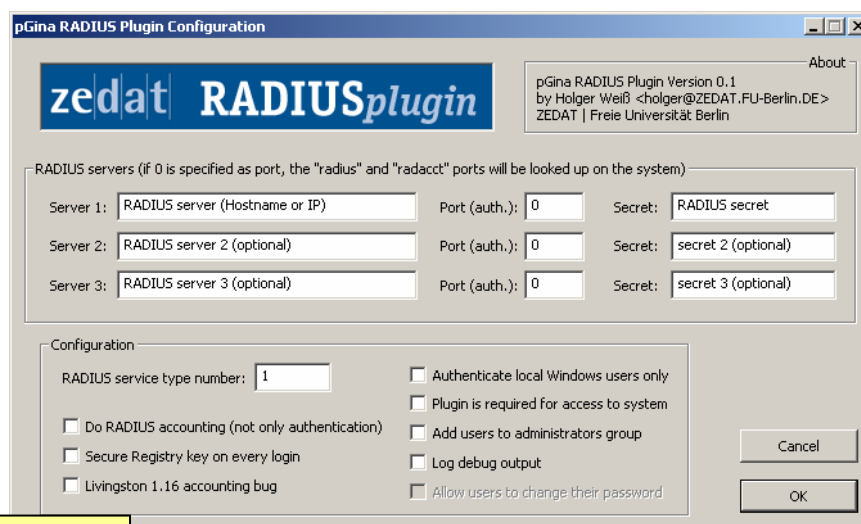 pGina RADIUS Plugin Configuration
zedat RADIUSplugin
About
pGina RADIUS Plugin Version 0.1
by Holger Weiß <holger@ZEDAT.FU-Berlin.DE>
ZEDAT | Freie Universität Berlin
RADIUS servers (if 0 is specified as port, the "radius" and "radacct" ports will be looked up on the system)
Server 1: RADIUS server (Hostname or IP) Port (auth.): 0 Secret: RADIUS secret
Server 2: RADIUS server 2 (optional) Port (auth.): 0 Secret: secret 2 (optional)
Server 3: RADIUS server 3 (optional) Port (auth.): 0 Secret: secret 3 (optional)
Configuration
RADIUS service type number: 1
Do RADIUS accounting (not only authentication)
Secure Registry key on every login
Livingston 1.16 accounting bug
Authenticate local Windows users only
Plugin is required for access to system
Add users to administrators group
Log debug output
Allow users to change their password
Cancel
OK